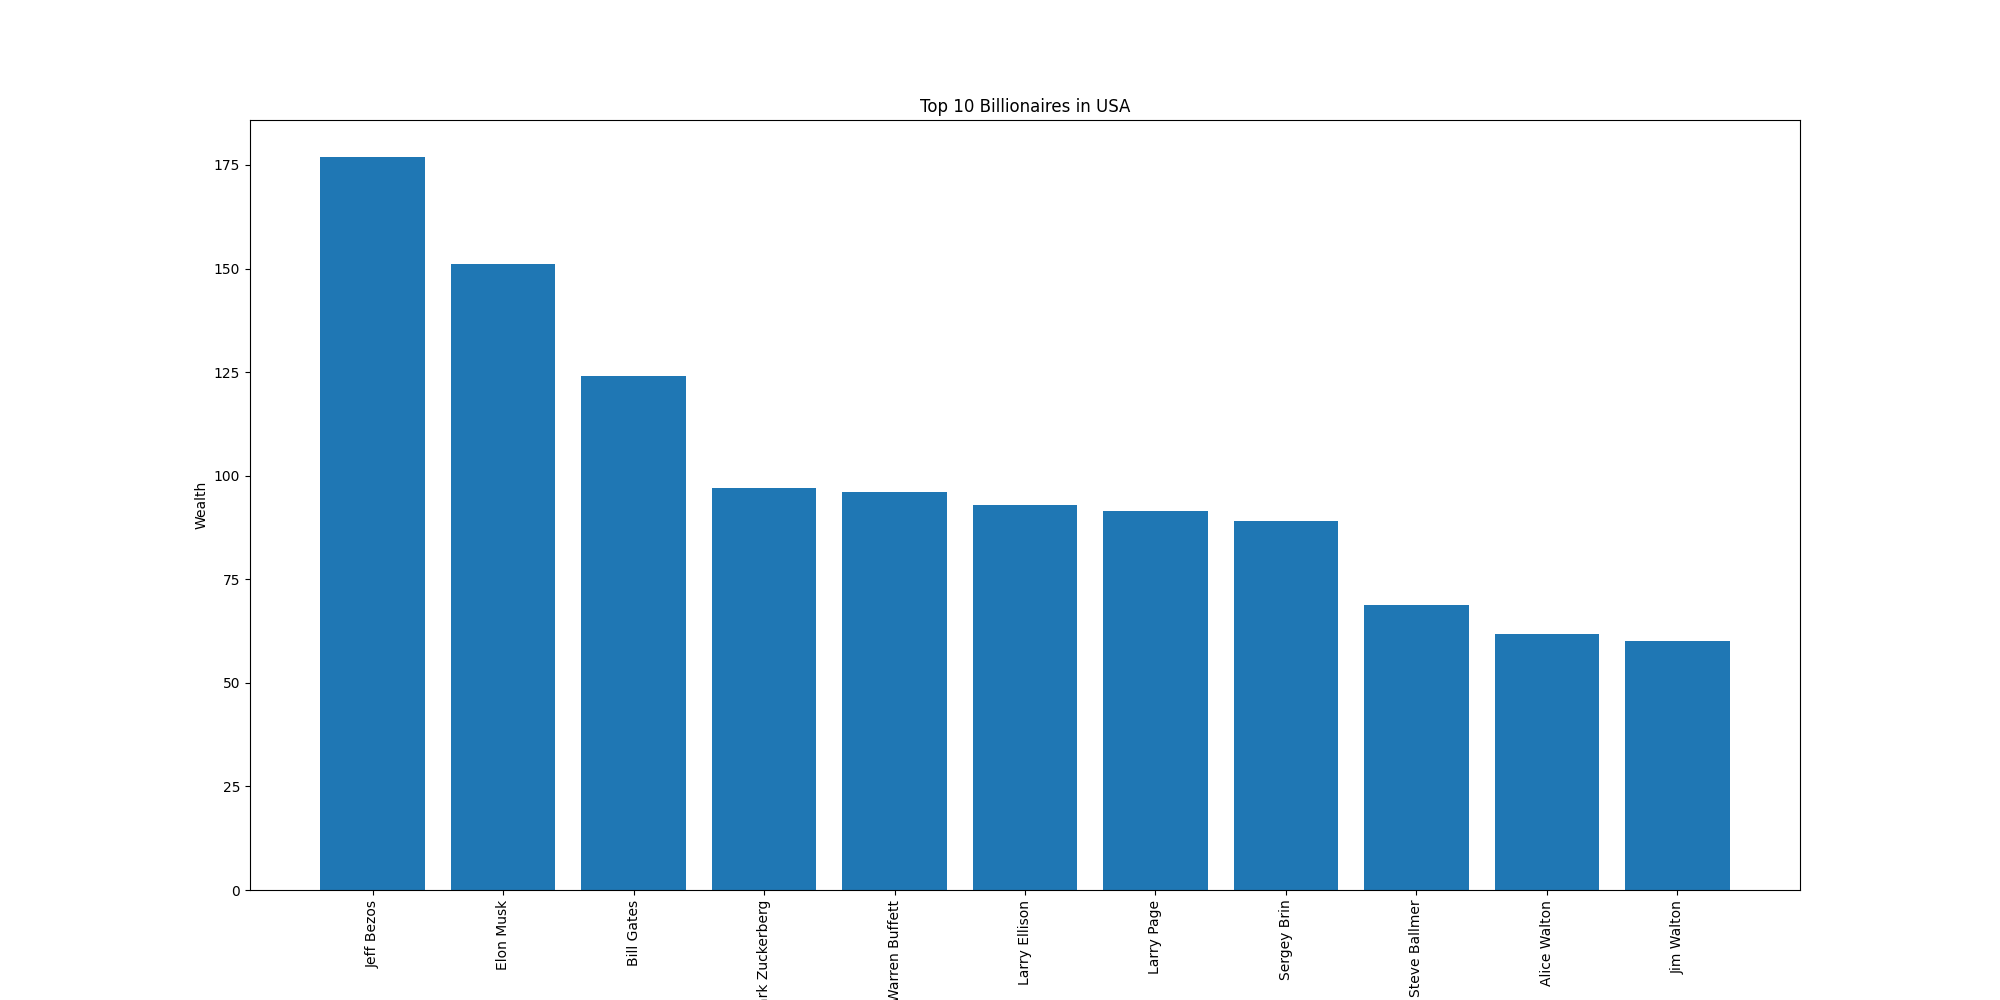 Top 10 Billionaires in USA
175
150
125
100
75
50
25
0
Wealth
Jeff Bezos
Elon Musk
Bill Gates
rk Zuckerberg
Warren Buffett
Larry Ellison
Larry Page
Sergey Brin
Steve Ballmer
Alice Walton
Jim Walton